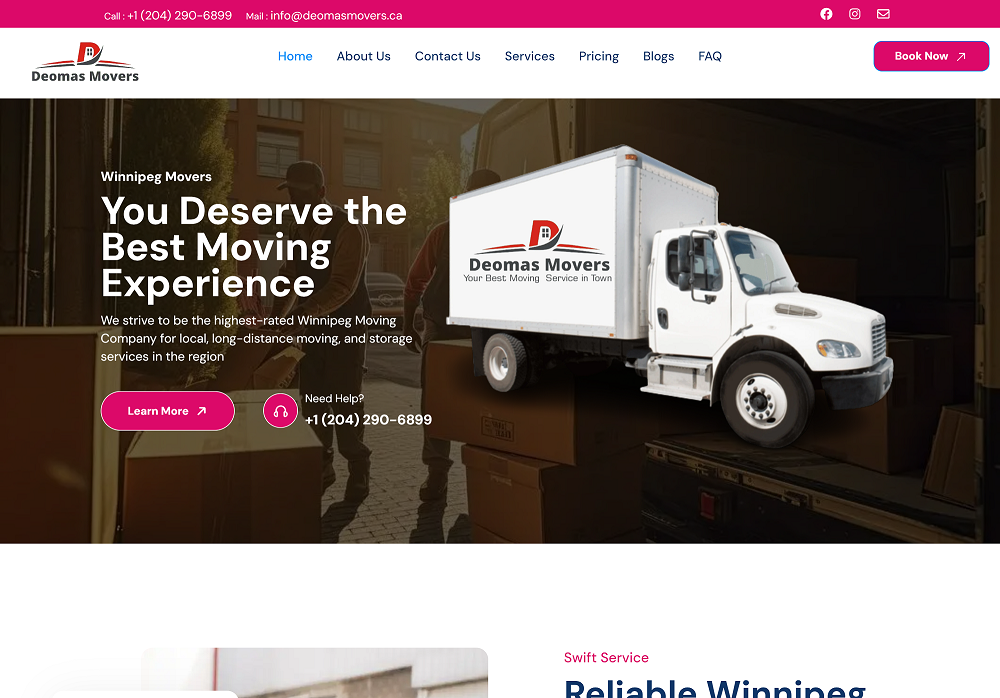 Call : +1 (204) 290-6899 Mail : info@deomasmovers.ca
Deomas Movers
Home About Us Contact Us Services Pricing Blogs FAQ
Book Now
Winnipeg Movers
You Deserve the
Best Moving
Experience
We strive to be the highest-rated Winnipeg Moving
Company for local, long-distance moving, and storage
services in the region
Learn More
Need Help?
+1 (204) 290-6899
Deomas Movers
Your Best Moving Service in Town
Swift Service
Reliable Winnipeg